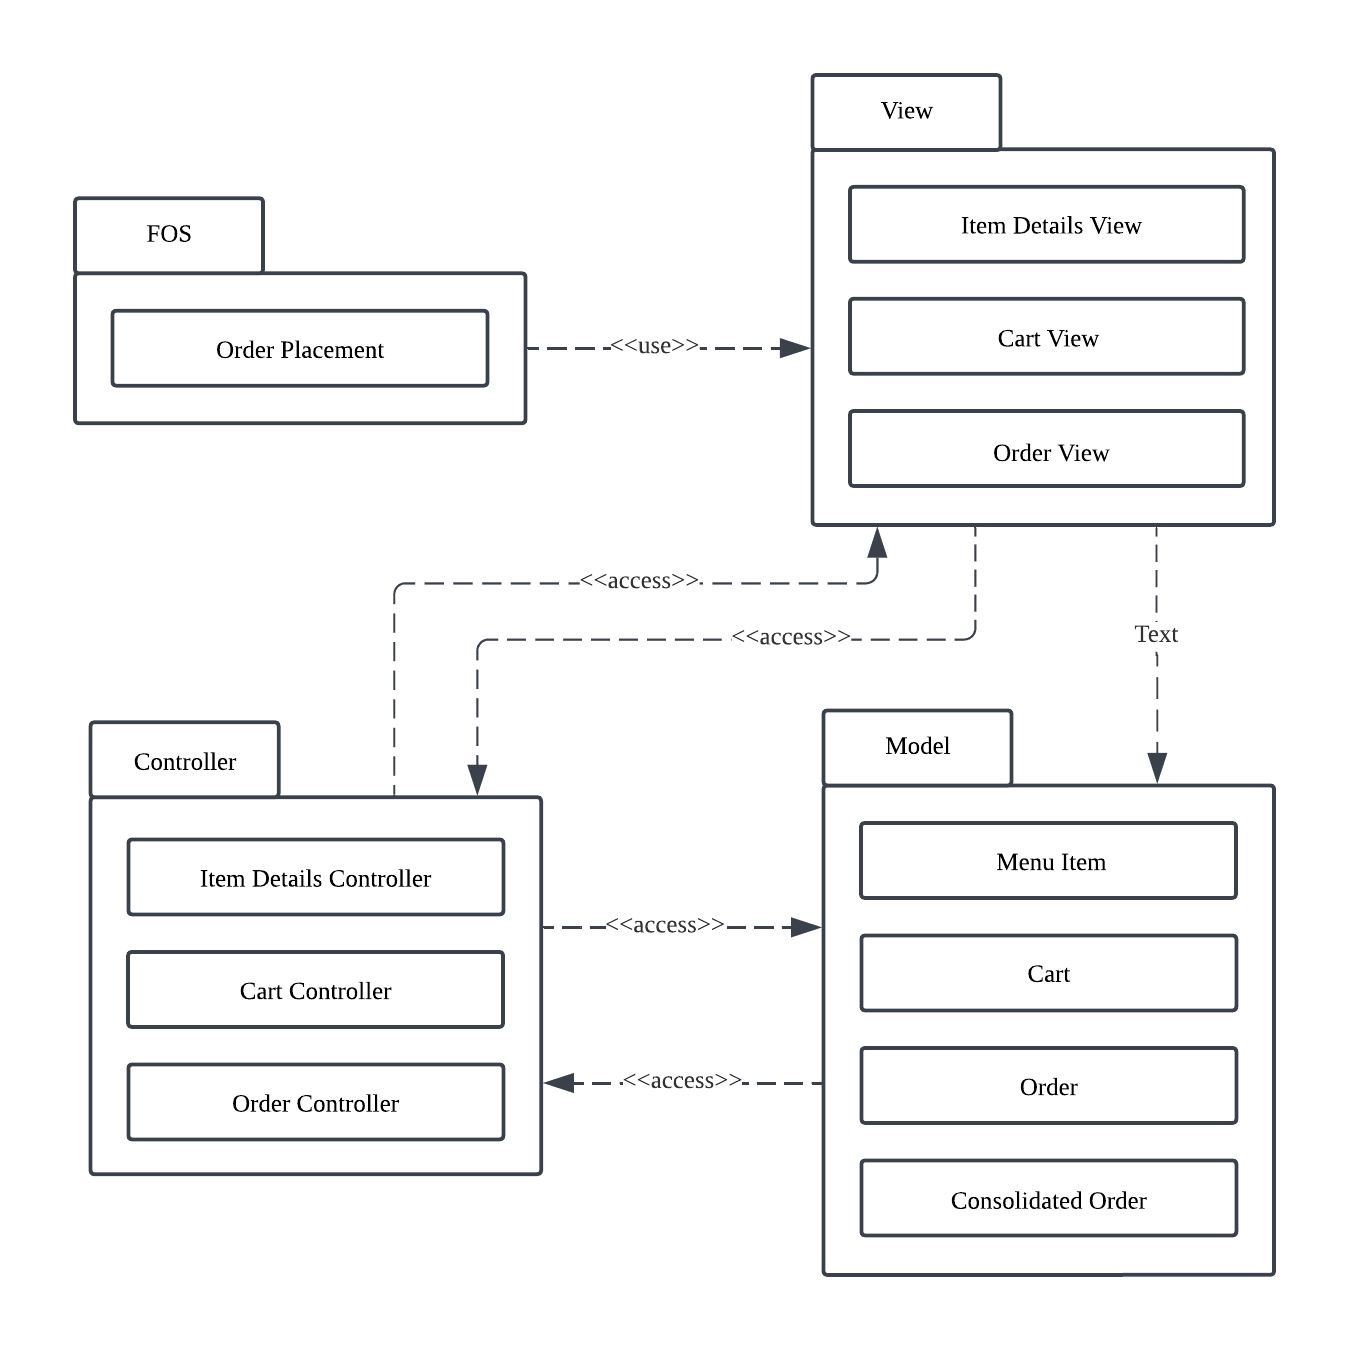 View
Item Details View
Cart View
Order View
FOS
Order Placement
<<use>>
<<access>>
<<access>>
Text
Controller
Item Details Controller
Cart Controller
Order Controller
<<access>>
<<access>>
Model
Menu Item
Cart
Order
Consolidated Order